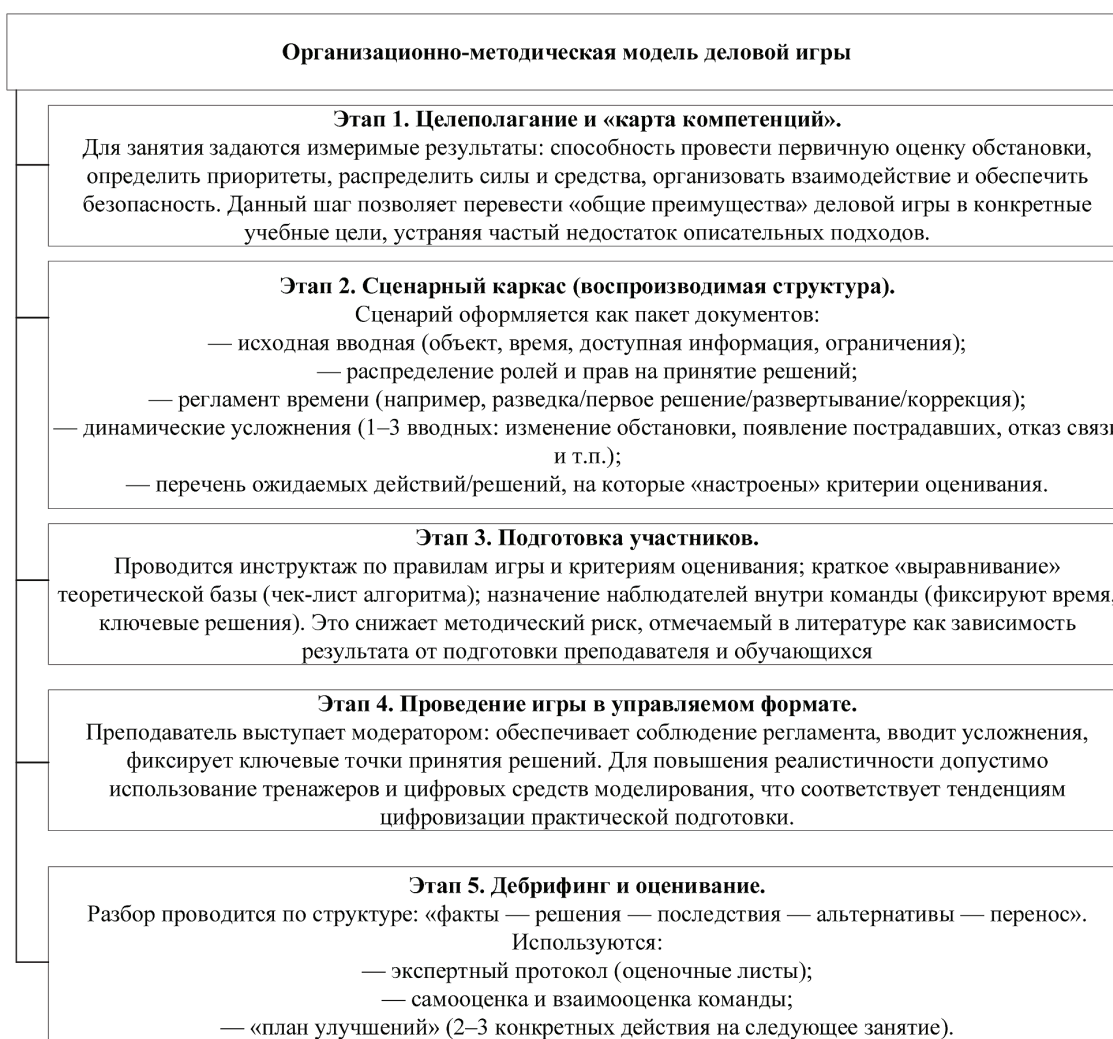 Организационно-методическая модель деловой игры
Этап 1. Целеполагание и «карта компетенций».
Для занятия задаются измеримые результаты: способность провести первичную оценку обстановки,
определить приоритеты, распределить силы и средства, организовать взаимодействие и обеспечить
безопасность. Данный шаг позволяет перевести «общие преимущества» деловой игры в конкретные
учебные цели, устраняя частый недостаток описательных подходов.
Этап 2. Сценарный каркас (воспроизводимая структура).
Сценарий оформляется как пакет документов:
— исходная вводная (объект, время, доступная информация, ограничения);
— распределение ролей и прав на принятие решений;
— регламент времени (например, разведка/первое решение/развертывание/коррекция);
— динамические усложнения (1–3 вводных: изменение обстановки, появление пострадавших, отказ связи
и т.п.);
— перечень ожидаемых действий/решений, на которые «настроены» критерии оценивания.
Этап 3. Подготовка участников.
Проводится инструктаж по правилам игры и критериям оценивания; краткое «выравнивание»
теоретической базы (чек-лист алгоритма); назначение наблюдателей внутри команды (фиксируют время,
ключевые решения). Это снижает методический риск, отмечаемый в литературе как зависимость
результата от подготовки преподавателя и обучающихся
Этап 4. Проведение игры в управляемом формате.
Преподаватель выступает модератором: обеспечивает соблюдение регламента, вводит усложнения,
фиксирует ключевые точки принятия решений. Для повышения реалистичности допустимо
использование тренажеров и цифровых средств моделирования, что соответствует тенденциям
цифровизации практической подготовки.
Этап 5. Дебрифинг и оценивание.
Разбор проводится по структуре: «факты — решения — последствия — альтернативы — перенос».
Используются:
— экспертный протокол (оценочные листы);
— самооценка и взаимооценка команды;
— «план улучшений» (2–3 конкретных действия на следующее занятие).